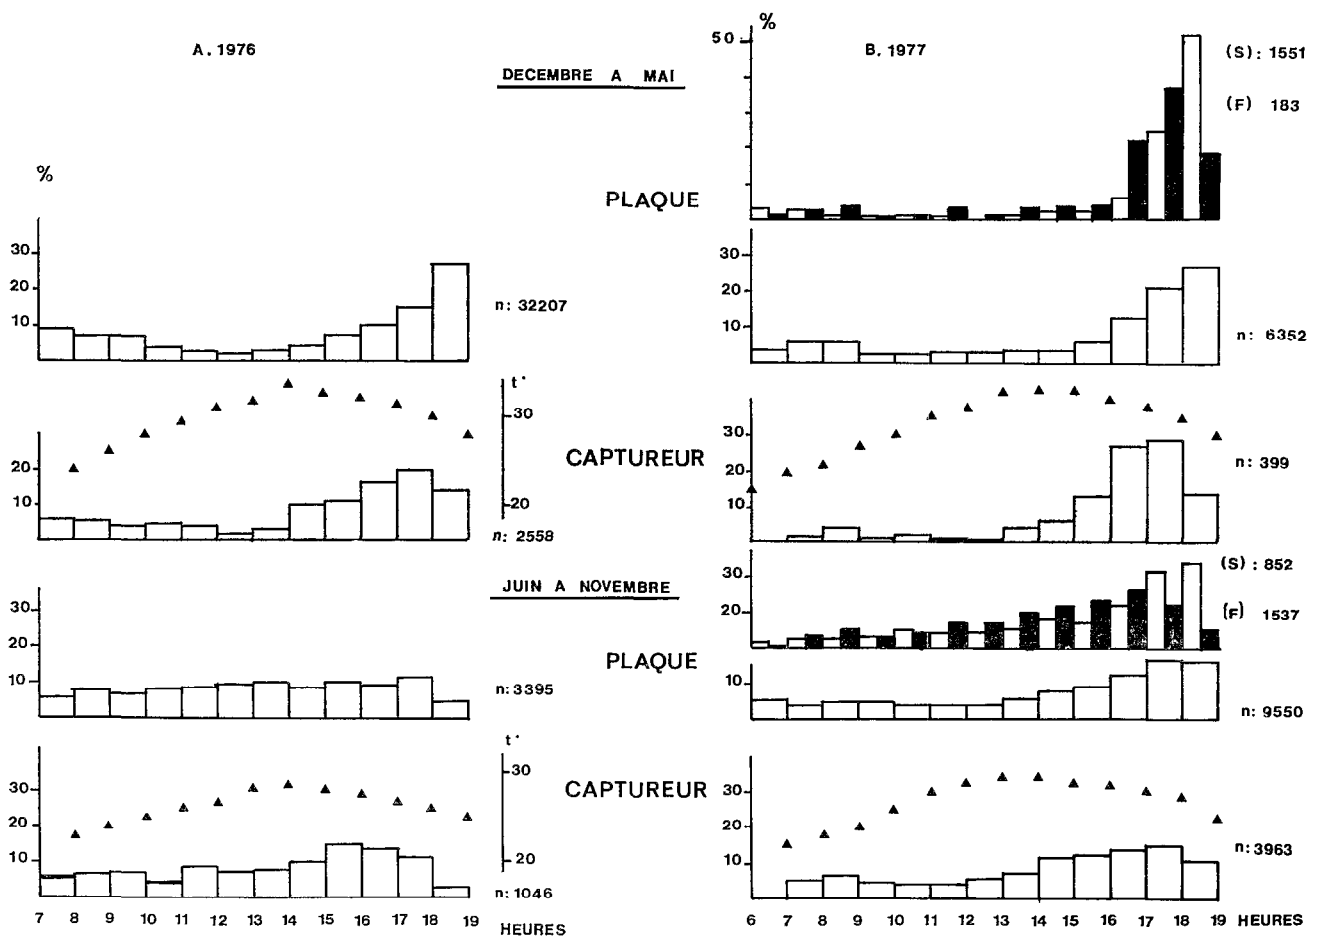 A. 1976
DECEMBRE A MAI
%
B. 1977
50
(S): 1551
(F) 183
%
PLAQUE
30
20
10
n: 32207
30
20
10
n: 6352
t°
30
20
CAPTUREUR
20
10
n: 2558
30
20
10
n: 399
JUIN A NOVEMBRE
30
20
(S): 852
(F) 1537
30
20
10
PLAQUE
n: 3395
10
n: 9550
t°
30
20
CAPTUREUR
30
20
10
n: 1046
30
20
10
n: 3963
7 8 9 10 11 12 13 14 15 16 17 18 19
HEURES
6 7 8 9 10 11 12 13 14 15 16 17 18 19 HEURES